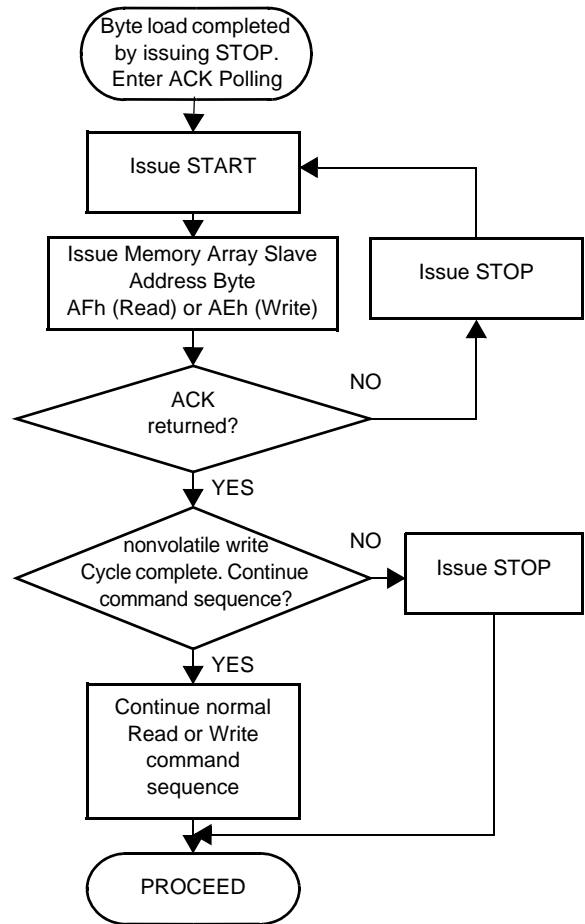 Byte load completed
by issuing STOP.
Enter ACK Polling
Issue START
Issue Memory Array Slave
Address Byte
AFh (Read) or AEh (Write)
Issue STOP
NO
ACK
returned?
YES
nonvolatile write
Cycle complete. Continue
command sequence?
NO
Issue STOP
YES
Continue normal
Read or Write
command
sequence
PROCEED